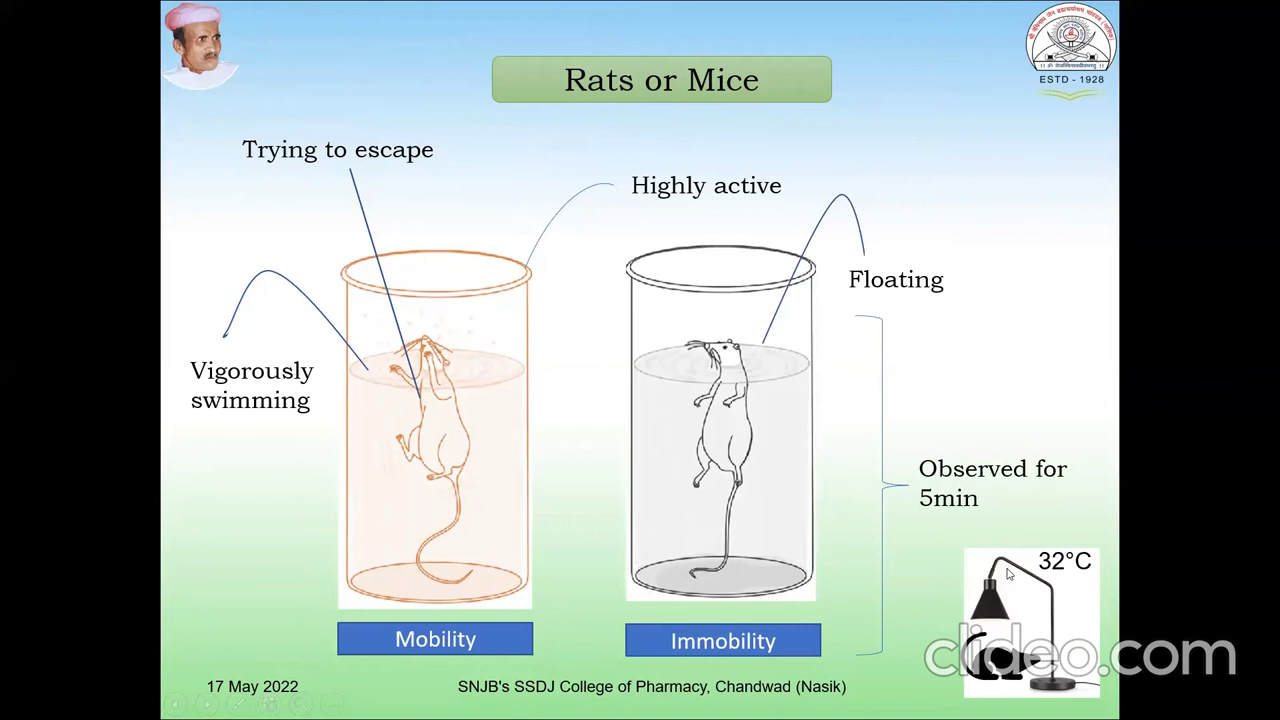 Rats or Mice
ESTD - 1928
Trying to escape
Highly active
Floating
Vigorously
swimming
Observed for
5min
32°C
Mobility
Immobility
clideo.com
17 May 2022
SNJB's SSDJ College of Pharmacy, Chandwad (Nasik)